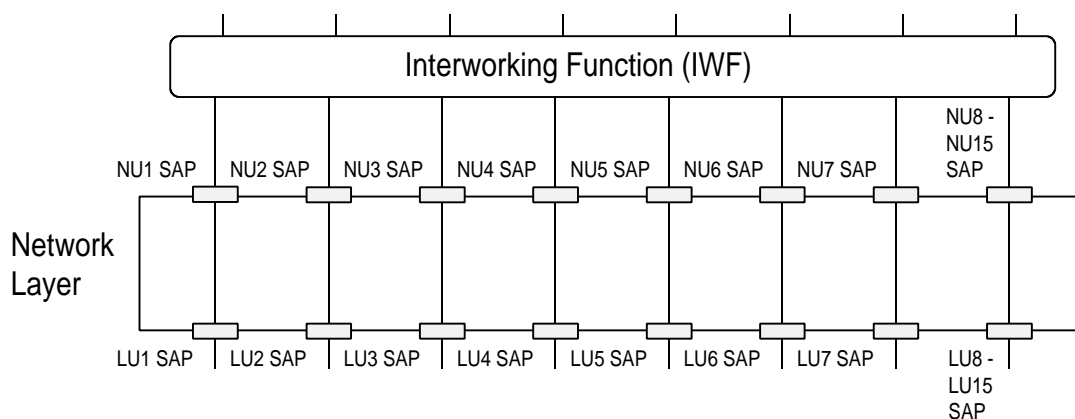 Interworking Function (IWF)
NU8 -
NU15
SAP
NU1 SAP NU2 SAP NU3 SAP NU4 SAP NU5 SAP NU6 SAP NU7 SAP
Network
Layer
LU1 SAP LU2 SAP LU3 SAP LU4 SAP LU5 SAP LU6 SAP LU7 SAP
LU8 -
LU15
SAP